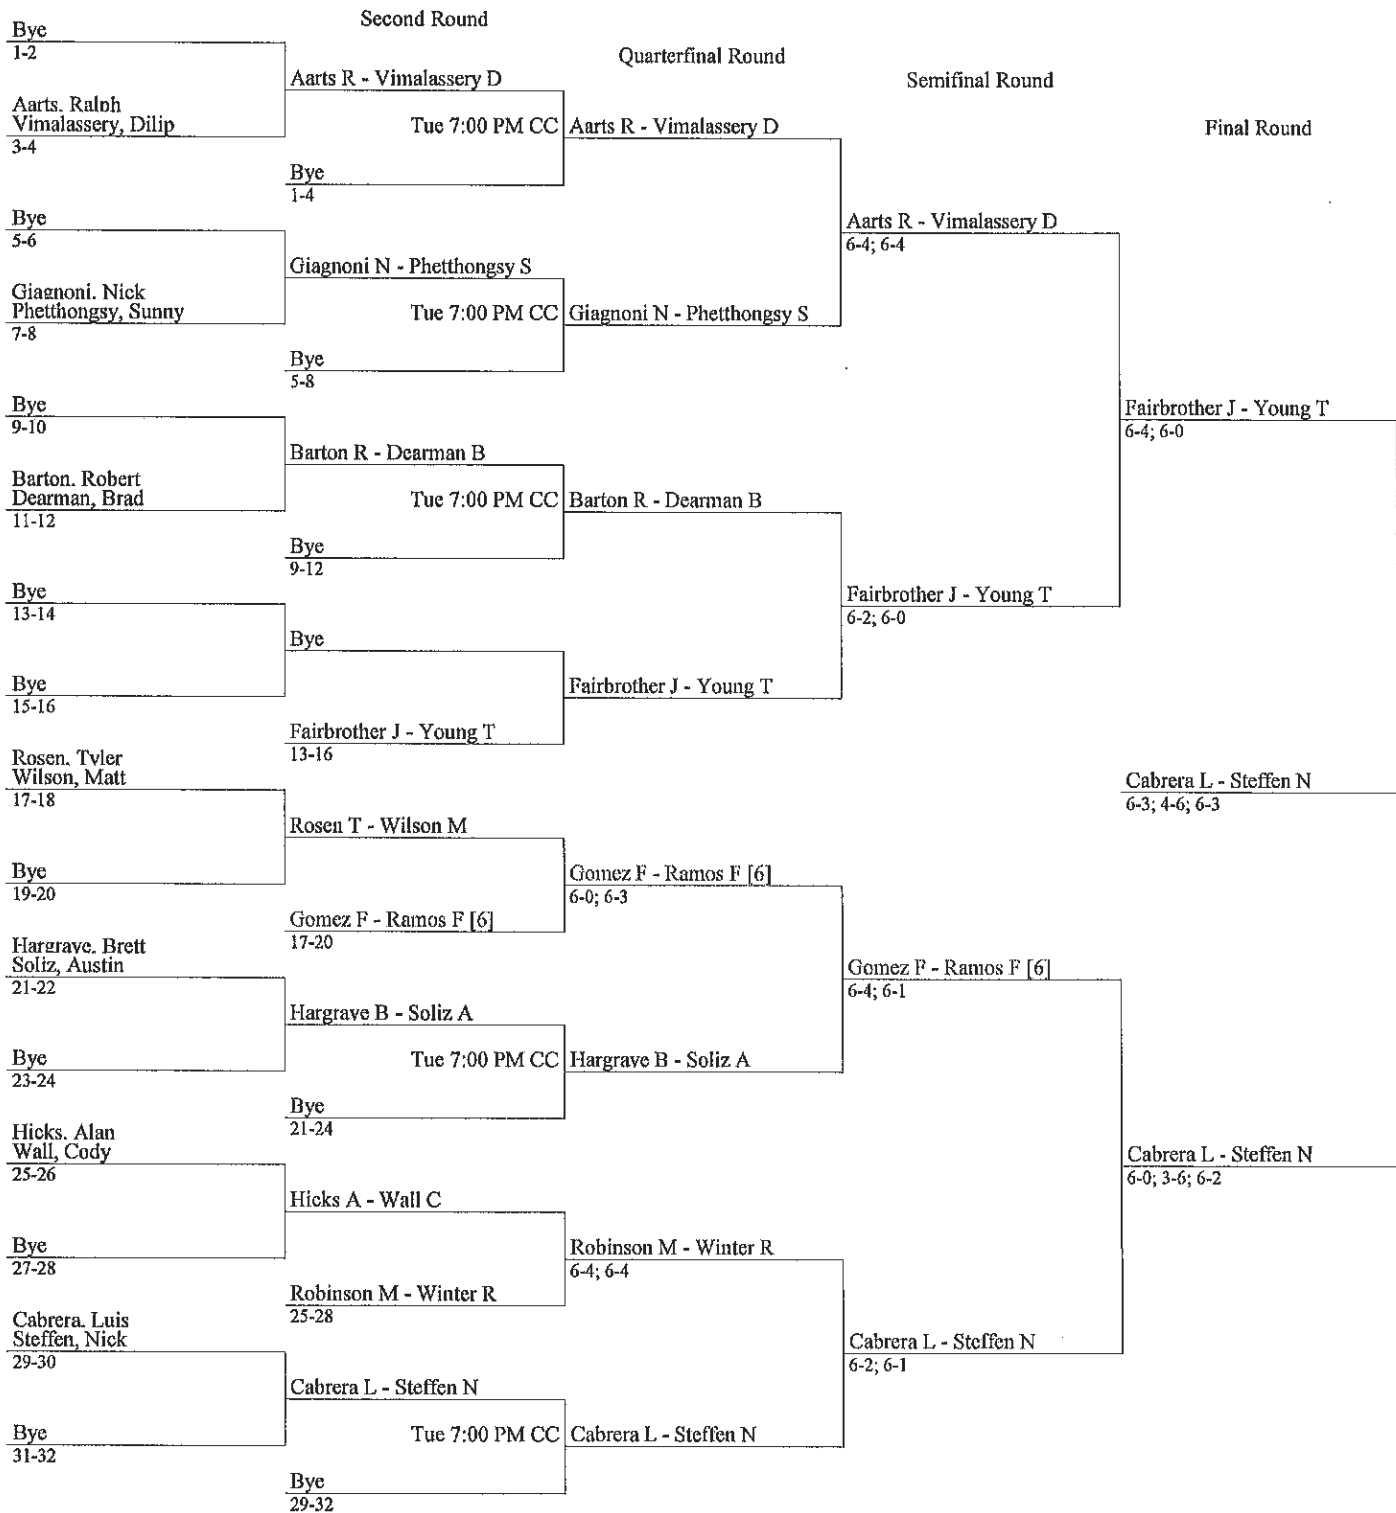 Second Round
Quarterfinal Round
Semifinal Round
Final Round
Bye
1-2
Aarts. Ralph
Vimalassery, Dilip
3-4
Bye
5-6
Giagnoni. Nick
Phetthongsy, Sunny
7-8
Bye
9-10
Barton. Robert
Dearman, Brad
11-12
Bye
13-14
Bye
15-16
Rosen. Tyler
Wilson, Matt
17-18
Bye
19-20
Hargrave. Brett
Soliz, Austin
21-22
Bye
23-24
Hicks. Alan
Wall, Cody
25-26
Bye
27-28
Cabrera. Luis
Steffen, Nick
29-30
Bye
31-32
Aarts R - Vimalassery D
Tue 7:00 PM CC
Bye
1-4
Giagnoni N - Phetthongsy S
Tue 7:00 PM CC
Bye
5-8
Barton R - Dearman B
Tue 7:00 PM CC
Bye
9-12
Bye
Fairbrother J - Young T
13-16
Rosen T - Wilson M
Gomez F - Ramos F [6]
17-20
Hargrave B - Soliz A
Tue 7:00 PM CC
Bye
21-24
Hicks A - Wall C
Robinson M - Winter R
25-28
Cabrera L - Steffen N
Tue 7:00 PM CC
Bye
29-32
Aarts R - Vimalassery D
Giagnoni N - Phetthongsy S
Barton R - Dearman B
Fairbrother J - Young T
Gomez F - Ramos F [6]
6-0; 6-3
Hargrave B - Soliz A
Robinson M - Winter R
6-4; 6-4
Cabrera L - Steffen N
Aarts R - Vimalassery D
6-4; 6-4
Fairbrother J - Young T
6-2; 6-0
Gomez F - Ramos F [6]
6-4; 6-1
Cabrera L - Steffen N
6-2; 6-1
Fairbrother J - Young T
6-4; 6-0
Cabrera L - Steffen N
6-3; 4-6; 6-3
Cabrera L - Steffen N
6-0; 3-6; 6-2